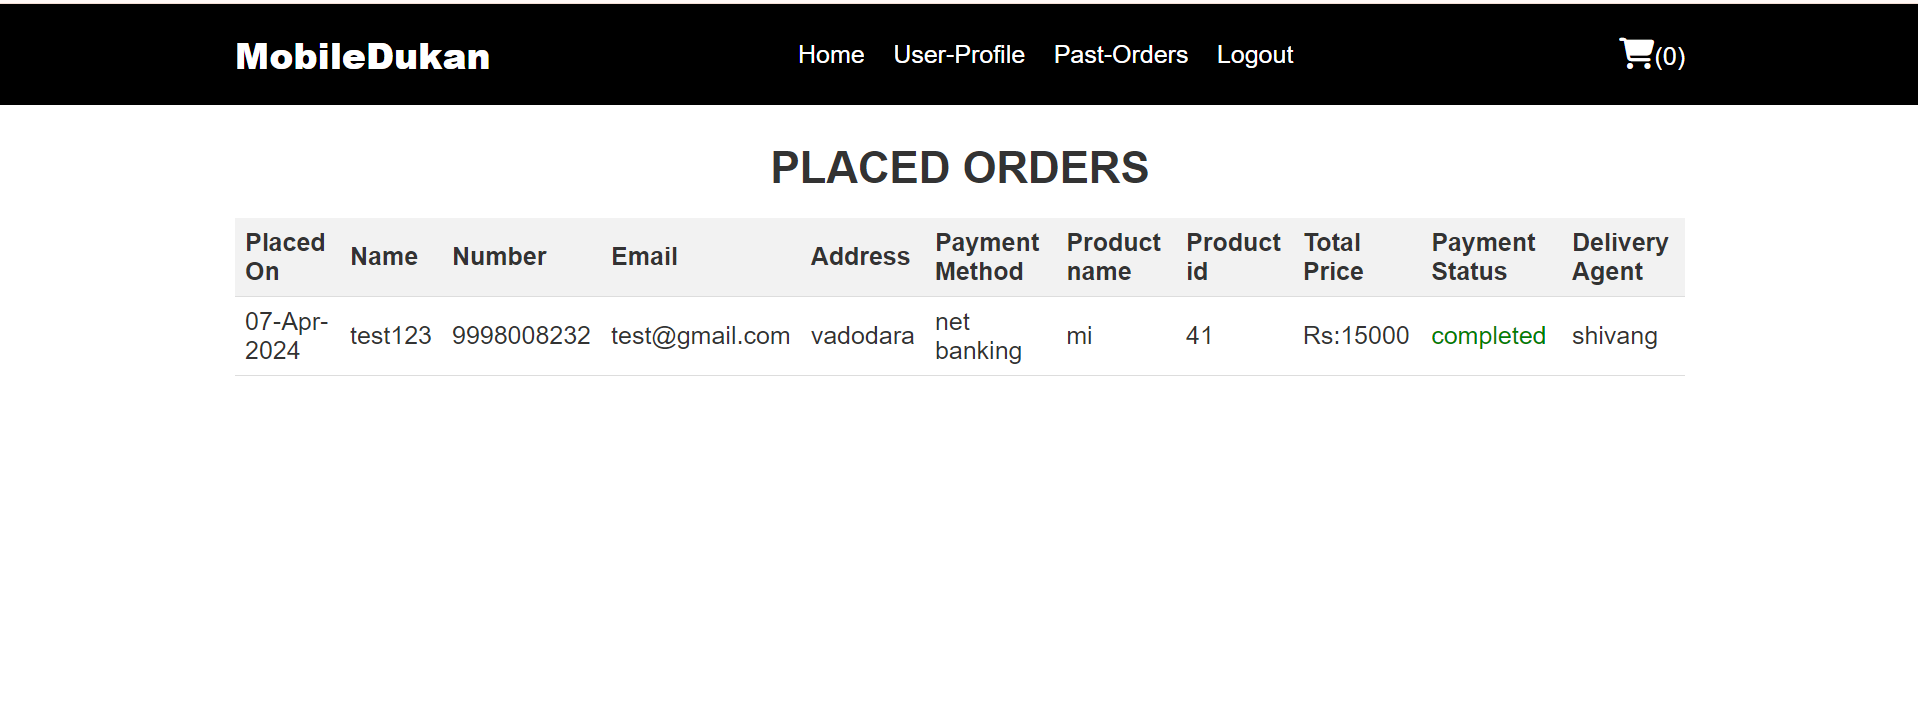 MobileDukan Home User-Profile Past-Orders Logout (0)
PLACED ORDERS
Placed On Name Number Email Address Payment Method Product name Product id Total Price Payment Status Delivery Agent
07-Apr-2024 test123 9998008232 test@gmail.com vadodara net banking mi 41 Rs:15000 completed shivang